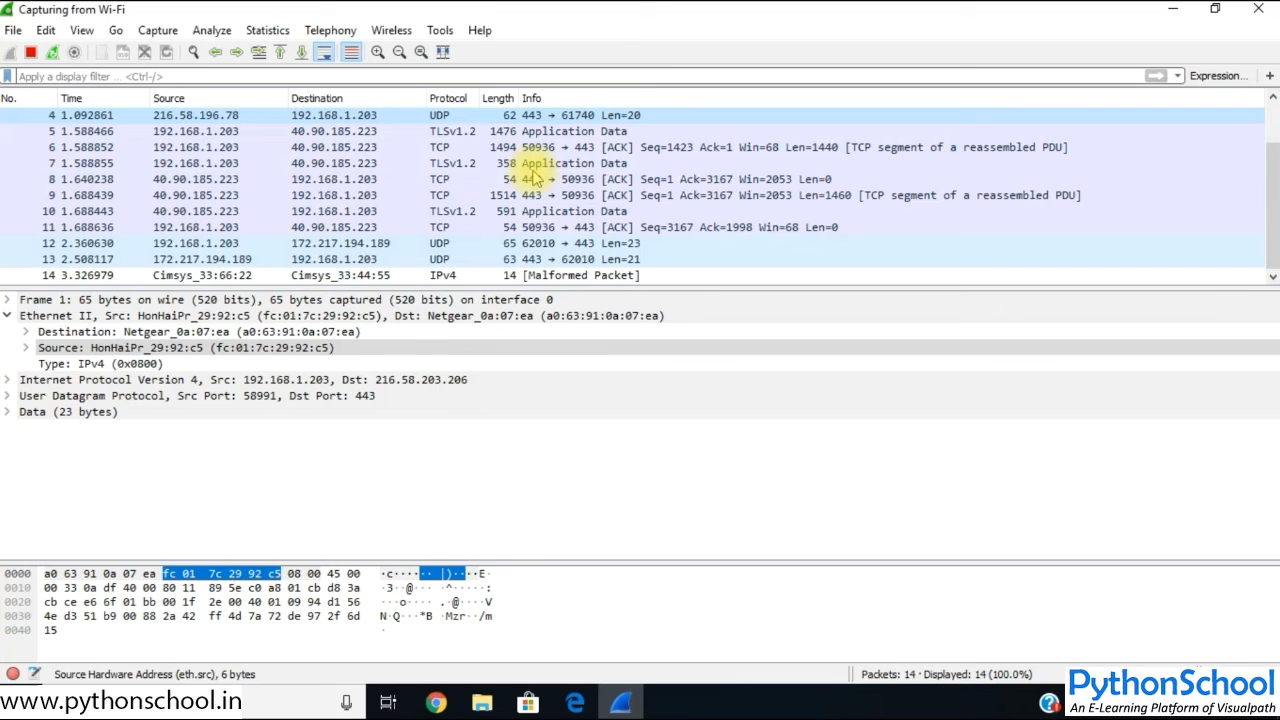 Capturing from Wi-Fi
File Edit View Go Capture Analyze Statistics Telephony Wireless Tools Help
Apply a display filter ... <Ctrl-/> Expression... +
No. Time Source Destination Protocol Length Info
4 1.092861 216.58.196.78 192.168.1.203 UDP 62 443 → 61740 Len=20
5 1.588466 192.168.1.203 40.90.185.223 TLSv1.2 1476 Application Data
6 1.588852 192.168.1.203 40.90.185.223 TCP 1494 50936 → 443 [ACK] Seq=1423 Ack=1 Win=68 Len=1440 [TCP segment of a reassembled PDU]
7 1.588855 192.168.1.203 40.90.185.223 TLSv1.2 358 Application Data
8 1.640238 40.90.185.223 192.168.1.203 TCP 54 443 → 50936 [ACK] Seq=1 Ack=3167 Win=2053 Len=0
9 1.688439 40.90.185.223 192.168.1.203 TCP 1514 443 → 50936 [ACK] Seq=1 Ack=3167 Win=2053 Len=1460 [TCP segment of a reassembled PDU]
10 1.688443 40.90.185.223 192.168.1.203 TLSv1.2 591 Application Data
11 1.688636 192.168.1.203 40.90.185.223 TCP 54 50936 → 443 [ACK] Seq=3167 Ack=1998 Win=68 Len=0
12 2.360630 192.168.1.203 172.217.194.189 UDP 65 62010 → 443 Len=23
13 2.508117 172.217.194.189 192.168.1.203 UDP 63 443 → 62010 Len=21
14 3.326979 Cimsys_33:66:22 Cimsys_33:44:55 IPv4 14 [Malformed Packet]
Frame 1: 65 bytes on wire (520 bits), 65 bytes captured (520 bits) on interface 0
Ethernet II, Src: HonHaiPr_29:92:c5 (fc:01:7c:29:92:c5), Dst: Netgear_0a:07:ea (a0:63:91:0a:07:ea)
Destination: Netgear_0a:07:ea (a0:63:91:0a:07:ea)
Source: HonHaiPr_29:92:c5 (fc:01:7c:29:92:c5)
Type: IPv4 (0x0800)
Internet Protocol Version 4, Src: 192.168.1.203, Dst: 216.58.203.206
User Datagram Protocol, Src Port: 58991, Dst Port: 443
Data (23 bytes)
0000 a0 63 91 0a 07 ea fc 01 7c 29 92 c5 08 00 45 00 ·c······ |)····E·
0010 00 33 0a df 40 00 80 11 89 5e c0 a8 01 cb d8 3a ·3··@··· ·^·····:
0020 cb ce e6 6f 01 bb 00 1f 2e 00 40 01 09 94 d1 56 ···o···· .·@····V
0030 4e d3 51 b9 00 88 2a 42 ff 4d 7a 72 de 97 2f 6d N·Q···*B ·Mzr··/m
0040 15 ·
Source Hardware Address (eth.src), 6 bytes Packets: 14 · Displayed: 14 (100.0%)
www.pythonschool.in
PythonSchool
An E-Learning Platform of Visualpath